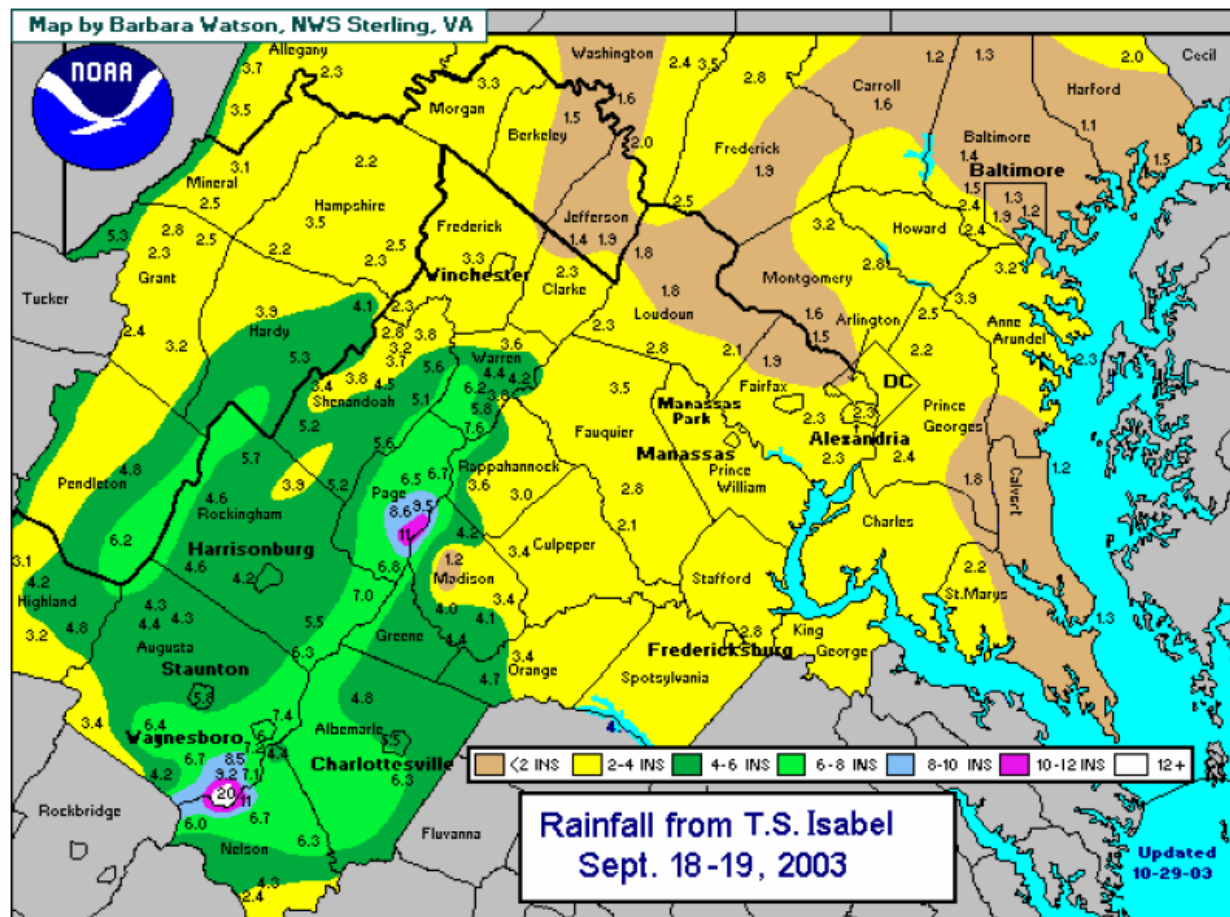 Map by Barbara Watson, NWS Sterling, VA
NOAA
Allegany
Washington
Cecil
3.7
2.3
3.3
2.4
3.5
2.8
1.2
1.3
2.0
Morgan
Carroll
Harford
3.5
1.5
1.6
1.6
1.1
Berkeley
2.0
Frederick
Baltimore
3.1
2.2
1.9
1.4
Baltimore
1.5
Mineral
2.5
Hampshire
2.5
1.5
1.3
2.4
1.9
1.2
3.5
Frederick
Jefferson
3.2
Howard
2.4
5.3
2.8
2.5
2.2
2.5
1.4
1.9
1.8
2.3
2.3
3.3
Montgomery
2.8
3.2
Grant
Winchester
2.3
Clarke
1.8
3.9
Tucker
3.9
4.1
2.3
Loudoun
1.6
Arlington
2.5
Anne
Arundel
2.4
Hardy
2.8
3.8
2.3
1.5
3.2
3.2
3.6
2.8
2.1
2.2
2.3
5.3
3.7
5.6
Warren
1.9
3.8
4.5
4.4
4.2
Fairfax
DC
3.4
6.2
3.5
Shenandoah
5.1
3.8
Manassas
Park
Prince
Georges
5.8
2.3
2.3
5.2
7.6
Fauquier
Alexandria
5.6
Manassas
2.3
2.4
1.2
5.7
Rappahannock
4.8
5.2
6.5
6.7
3.6
Prince
William
1.8
Calvert
Pendleton
3.9
Page
3.0
2.8
4.6
Rockingham
8.6
9.5
2.1
Charles
6.2
11
4.2
Culpeper
Harrisonburg
3.4
3.1
4.6
4.2
6.8
1.2
Madison
Stafford
2.2
4.2
St.Marys
Highland
4.3
7.0
4.0
3.4
4.3
4.1
1.3
3.2
4.8
4.4
5.5
Greene
4.4
2.8
King
George
Augusta
6.3
3.4
Fredericksburg
Staunton
4.7
Orange
Spotsylvania
5.8
4.8
3.4
6.4
7.4
Albemarle
4.
Waynesboro
5.5
7.2
4.4
Charlottesville
6.7
8.5
4.2
9.2
7.1
6.3
20
11
Rockbridge
6.0
6.7
Fluvanna
6.3
Nelson
4.3
2.4
<2 INS
2-4 INS
4-6 INS
6-8 INS
8-10 INS
10-12 INS
12+
Rainfall from T.S. Isabel
Sept. 18-19, 2003
Updated
10-29-03